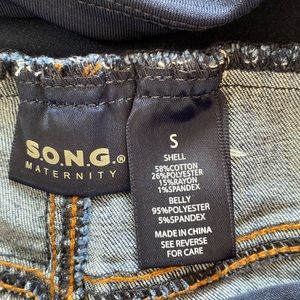 S.O.N.G.®
MATERNITY
S
SHELL
58%COTTON
26%POLYESTER
15%RAYON
1%SPANDEX
BELLY
95%POLYESTER
5%SPANDEX
MADE IN CHINA
SEE REVERSE
FOR CARE